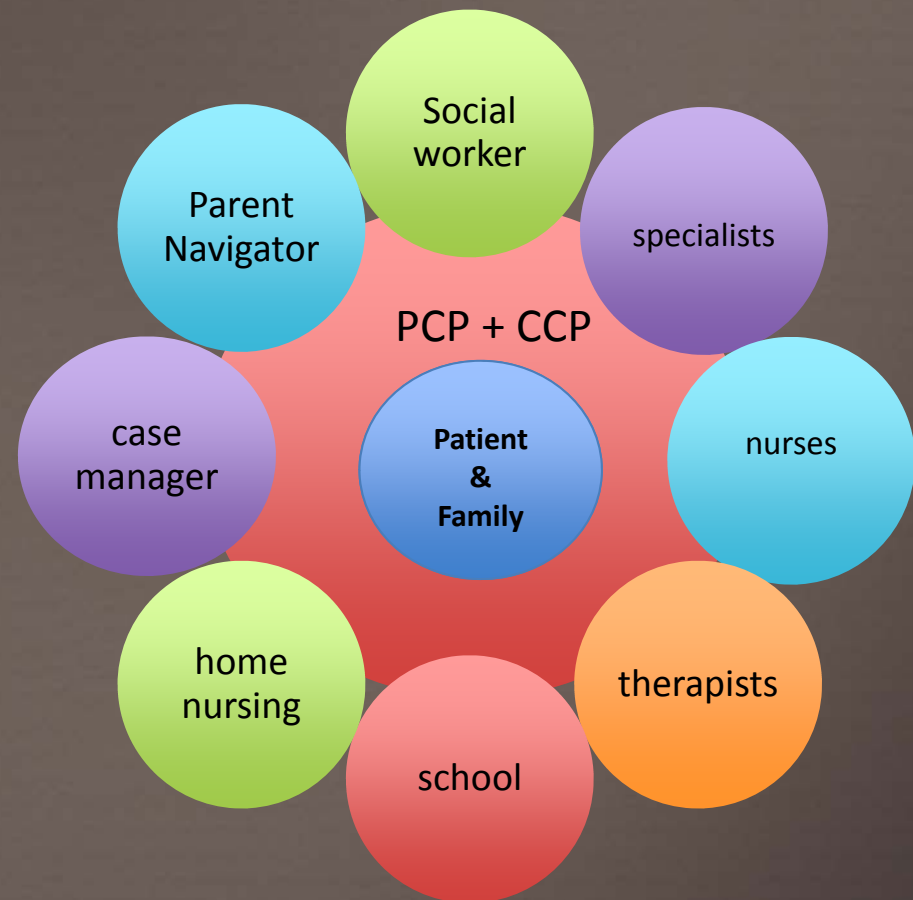 Social
worker
Parent
Navigator
specialists
PCP + CCP
case
manager
Patient
&
Family
nurses
home
nursing
therapists
school